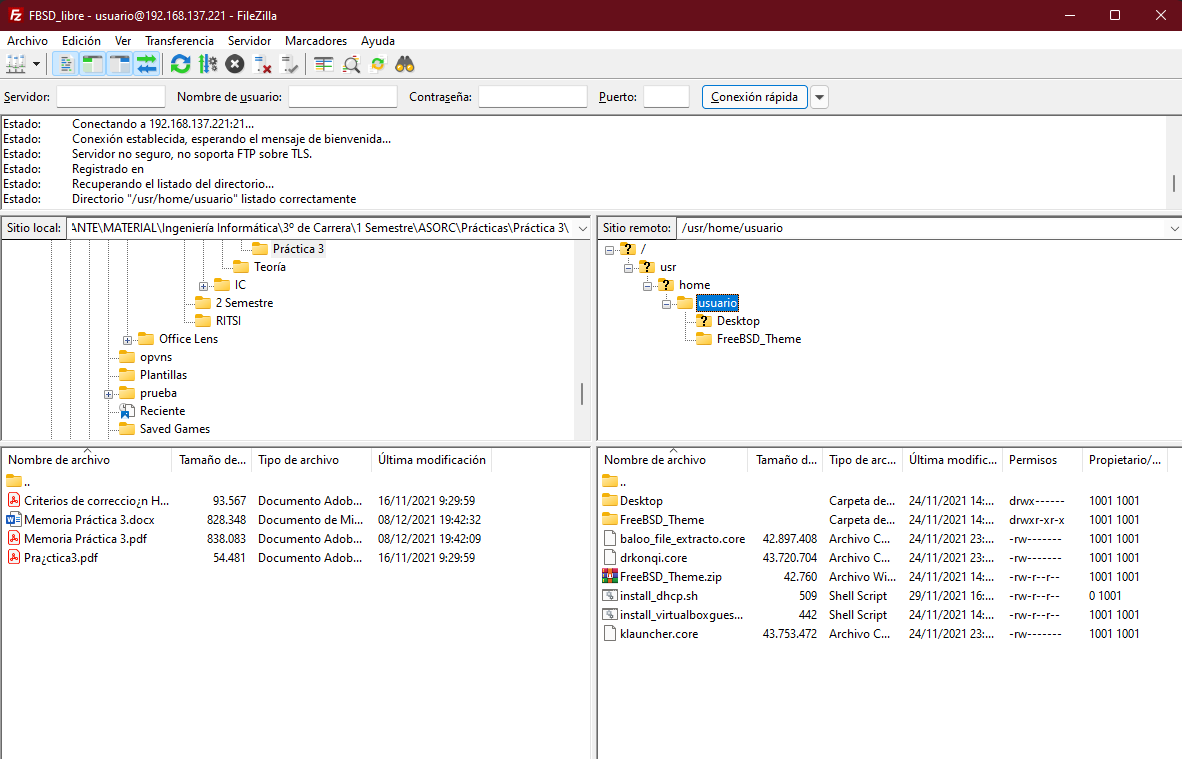 FBSD_libre - usuario@192.168.137.221 - FileZilla
Archivo Edición Ver Transferencia Servidor Marcadores Ayuda
Servidor: Nombre de usuario: Contraseña: Puerto: Conexión rápida
Estado: Conectando a 192.168.137.221:21...
Estado: Conexión establecida, esperando el mensaje de bienvenida...
Estado: Servidor no seguro, no soporta FTP sobre TLS.
Estado: Registrado en
Estado: Recuperando el listado del directorio...
Estado: Directorio "/usr/home/usuario" listado correctamente
Sitio local: ANTE\MATERIAL\Ingeniería Informática\3º de Carrera\1 Semestre\ASORC\Prácticas\Práctica 3\
Práctica 3
Teoría
IC
2 Semestre
RITSI
Office Lens
opvns
Plantillas
prueba
Reciente
Saved Games
Sitio remoto: /usr/home/usuario
/
usr
home
usuario
Desktop
FreeBSD_Theme
Nombre de archivo Tamaño de... Tipo de archivo Última modificación
..
Criterios de correccio¿n H... 93.567 Documento Adob... 16/11/2021 9:29:59
Memoria Práctica 3.docx 828.348 Documento de Mi... 08/12/2021 19:42:32
Memoria Práctica 3.pdf 838.083 Documento Adob... 08/12/2021 19:42:09
Pra¿ctica3.pdf 54.481 Documento Adob... 16/11/2021 9:29:59
Nombre de archivo Tamaño d... Tipo de arc... Última modific... Permisos Propietario/...
..
Desktop Carpeta de... 24/11/2021 14:... drwx------ 1001 1001
FreeBSD_Theme Carpeta de... 24/11/2021 14:... drwxr-xr-x 1001 1001
baloo_file_extracto.core 42.897.408 Archivo C... 24/11/2021 23:... -rw------- 1001 1001
drkonqi.core 43.720.704 Archivo C... 24/11/2021 23:... -rw------- 1001 1001
FreeBSD_Theme.zip 42.760 Archivo Wi... 24/11/2021 14:... -rw-r--r-- 1001 1001
install_dhcp.sh 509 Shell Script 29/11/2021 16:... -rw-r--r-- 0 1001
install_virtualboxgues... 442 Shell Script 24/11/2021 14:... -rw-r--r-- 1001 1001
klauncher.core 43.753.472 Archivo C... 24/11/2021 23:... -rw------- 1001 1001